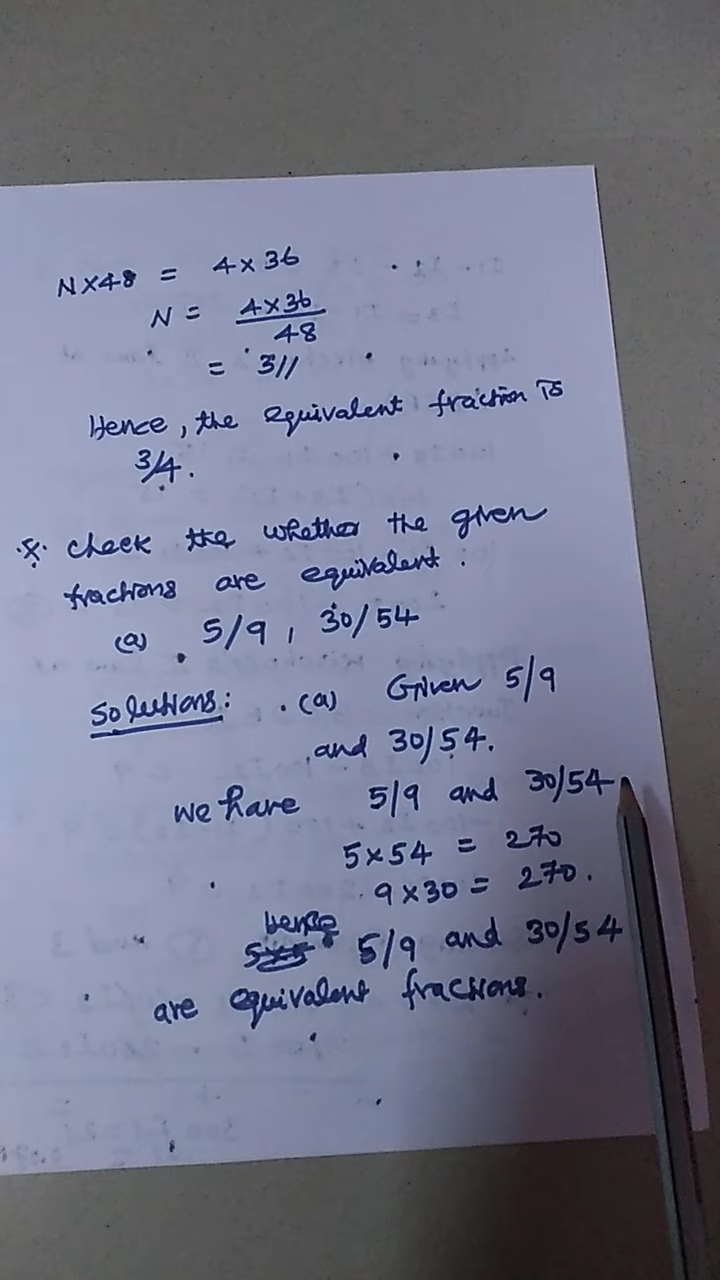 N×48 = 4×36
N = 4×36
48
= 3//
Hence, the equivalent fraction is
3/4.
check the whether the given
fractions are equivalent.
(a) 5/9, 30/54
Solutions: (a) Given 5/9
and 30/54.
we have 5/9 and 30/54
5×54 = 270
9×30 = 270.
hence
5/9 and 30/54
are equivalent fractions.